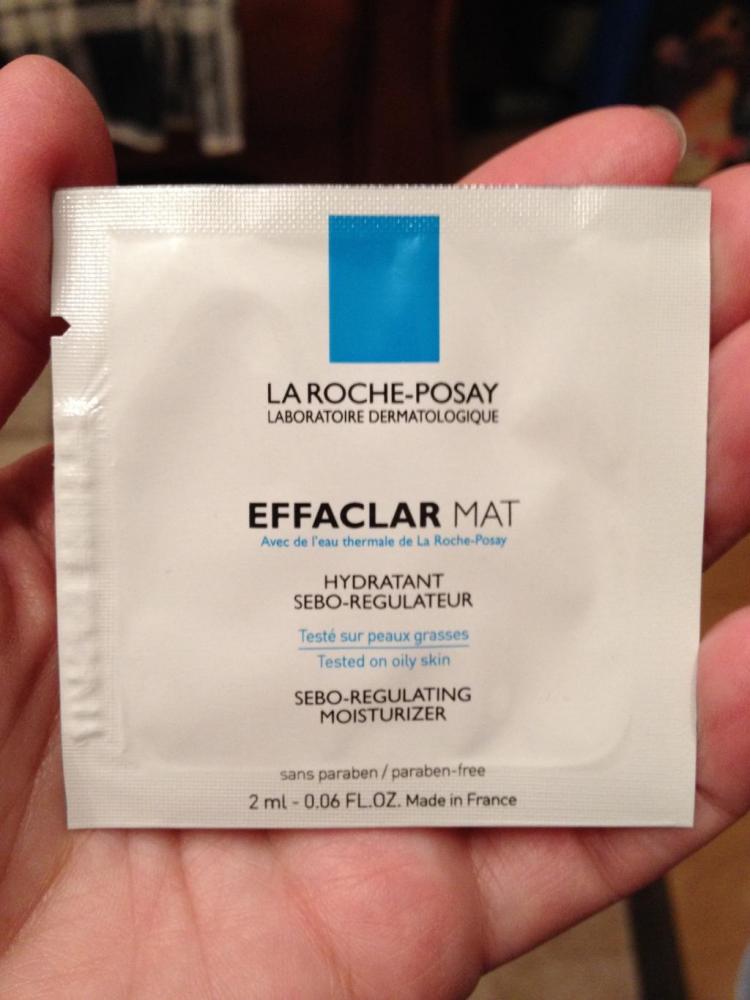 LA ROCHE-POSAY
LABORATOIRE DERMATOLOGIQUE
EFFACLAR MAT
Avec de l'eau thermale de La Roche-Posay
HYDRATANT
SEBO-REGULATEUR
Testé sur peaux grasses
Tested on oily skin
SEBO-REGULATING
MOISTURIZER
sans paraben / paraben-free
2 ml - 0.06 FL.OZ. Made in France